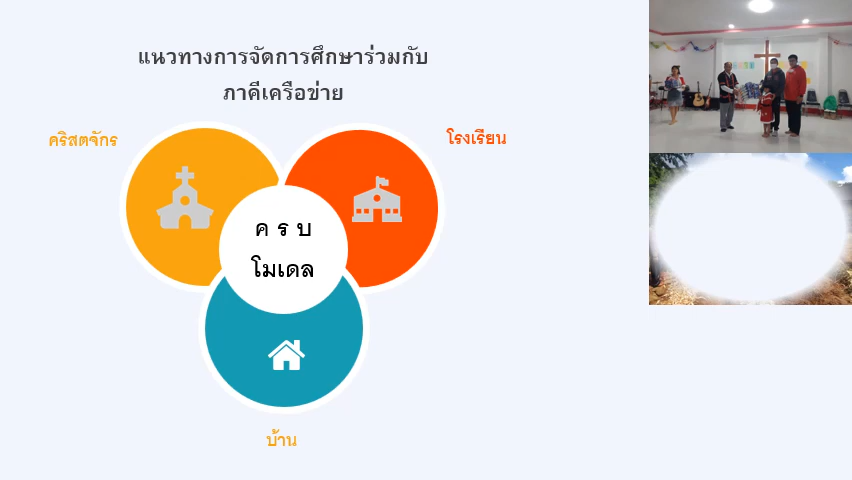 แนวทางการจัดการศึกษาร่วมกับ
ภาคีเครือข่าย
คริสตจักร
โรงเรียน
ค ร บ
โมเดล
บ้าน